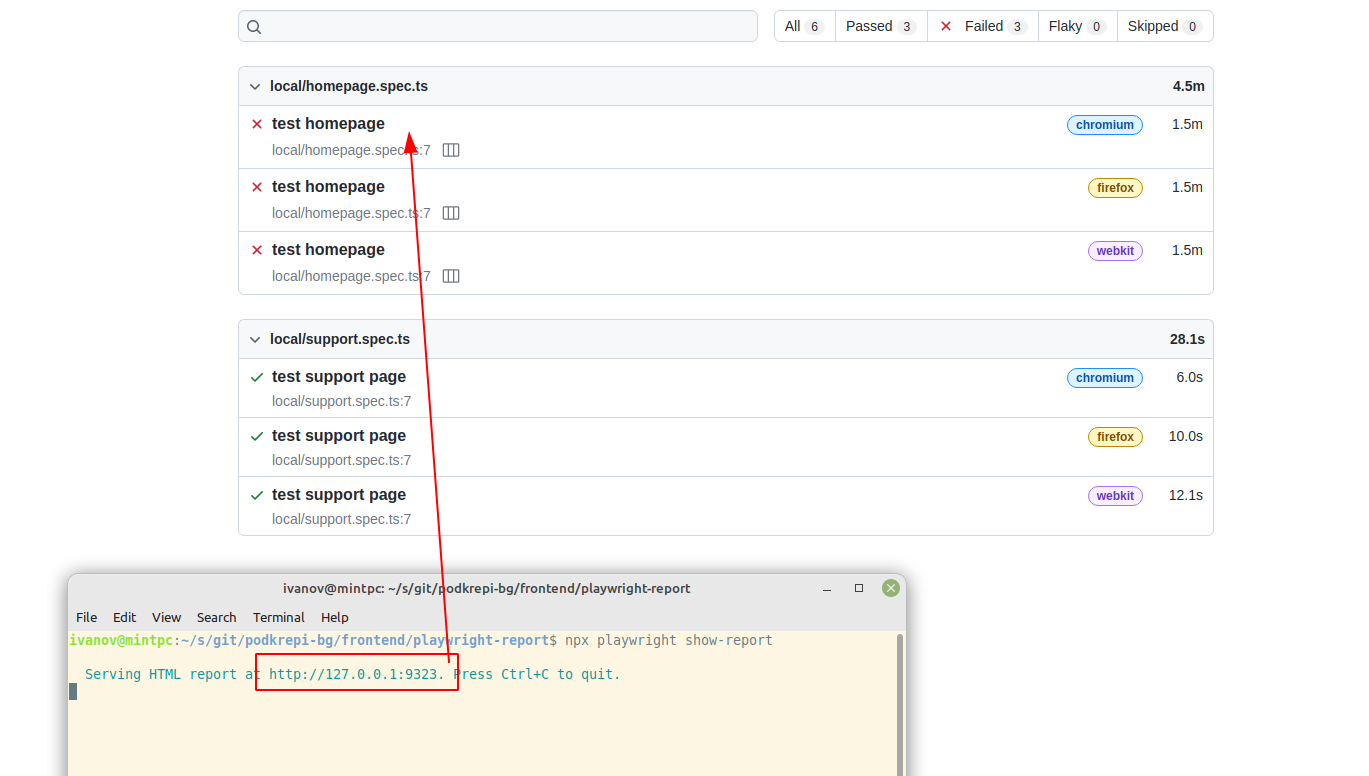 All 6 Passed 3 Failed 3 Flaky 0 Skipped 0
local/homepage.spec.ts 4.5m
test homepage chromium 1.5m
local/homepage.spec.ts:7
test homepage firefox 1.5m
local/homepage.spec.ts:7
test homepage webkit 1.5m
local/homepage.spec.ts:7
local/support.spec.ts 28.1s
test support page chromium 6.0s
local/support.spec.ts:7
test support page firefox 10.0s
local/support.spec.ts:7
test support page webkit 12.1s
local/support.spec.ts:7
ivanov@mintpc: ~/s/git/podkrepi-bg/frontend/playwright-report
File Edit View Search Terminal Help
ivanov@mintpc:~/s/git/podkrepi-bg/frontend/playwright-report$ npx playwright show-report
Serving HTML report at http://127.0.0.1:9323. Press Ctrl+C to quit.